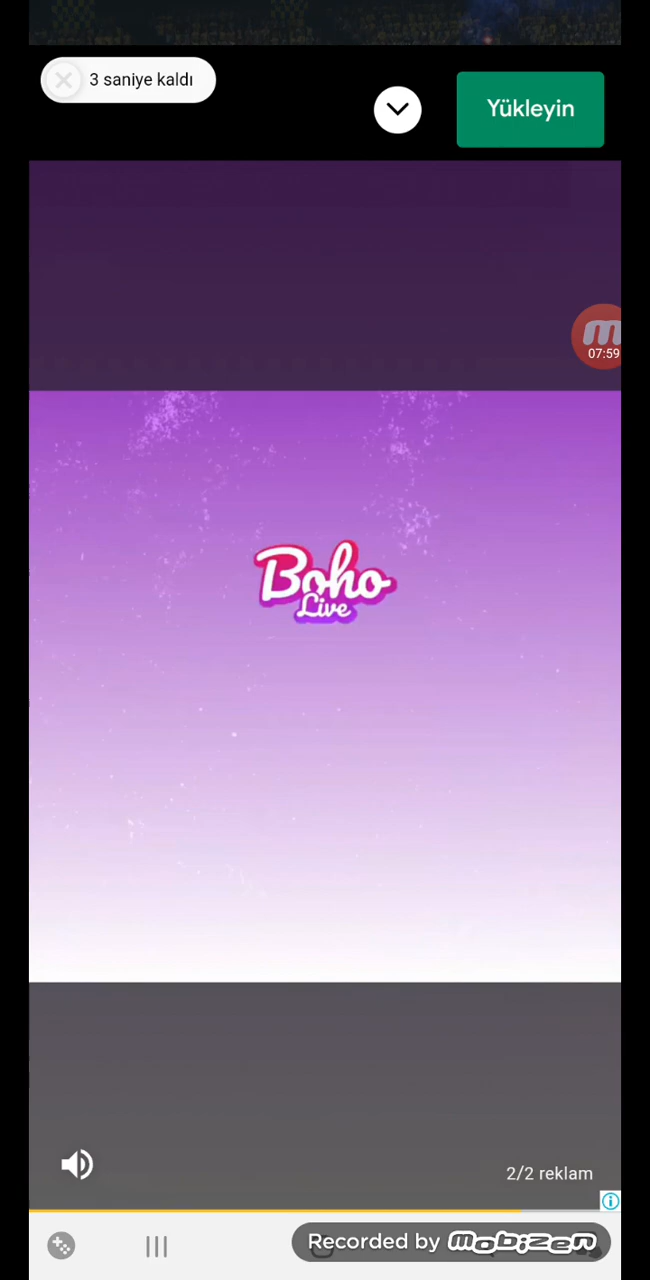 3 saniye kaldı
Yükleyin
07:59
Boho
Live
2/2 reklam
Recorded by mobizen